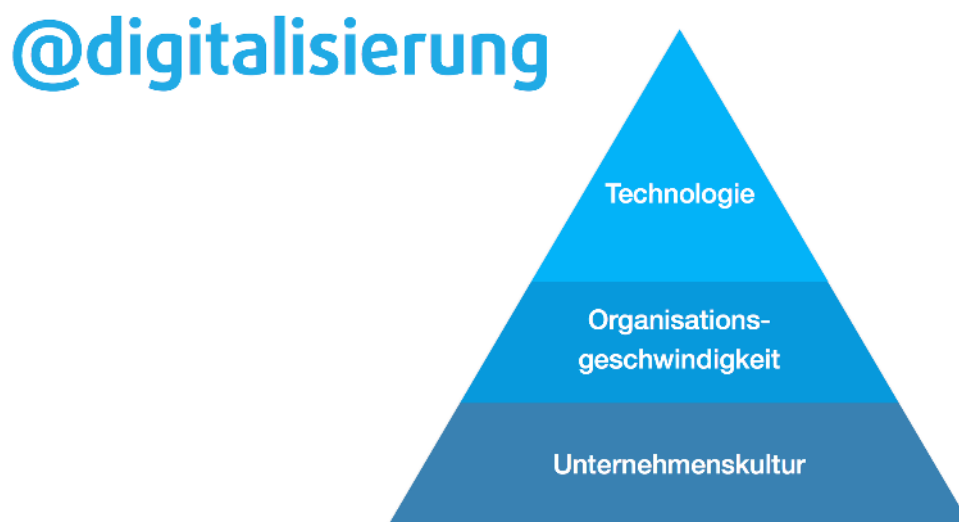 @digitalisierung
Technologie
Organisations-
geschwindigkeit
Unternehmenskultur